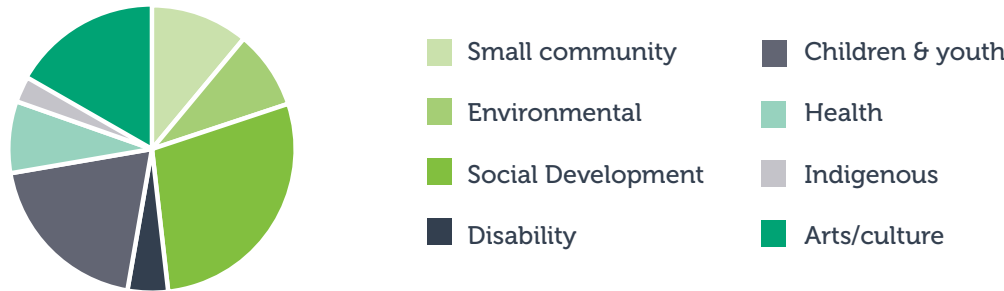 Small community
Environmental
Social Development
Disability
Children & youth
Health
Indigenous
Arts/culture